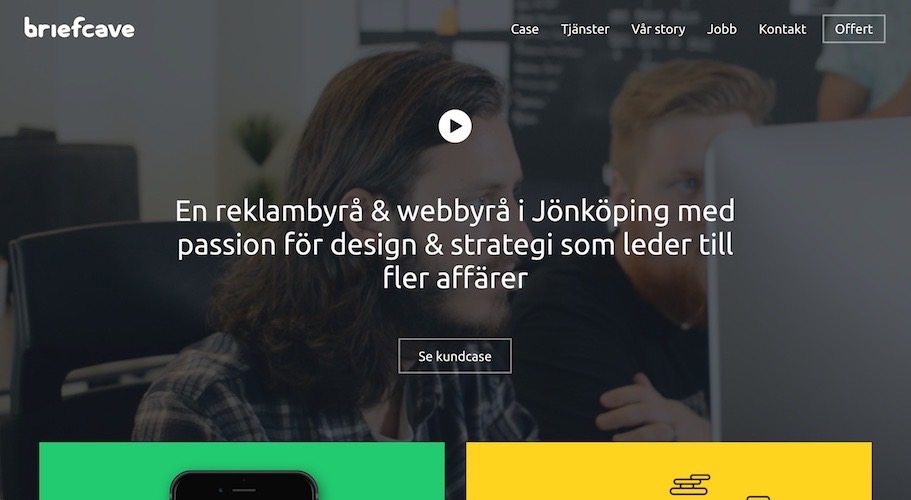 briefcave
Case
Tjänster
Vår story
Jobb
Kontakt
Offert
En reklambyrå & webbyrå i Jönköping med
passion för design & strategi som leder till
fler affärer
Se kundcase